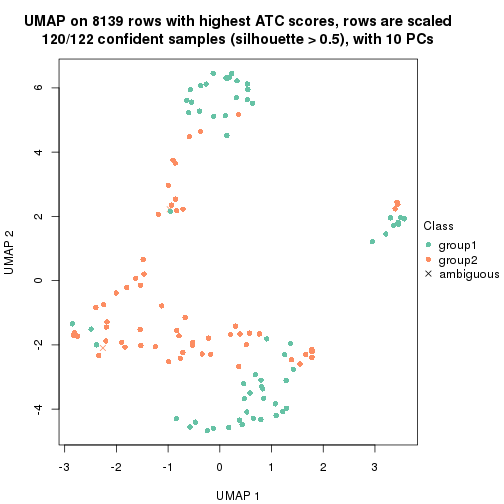 UMAP on 8139 rows with highest ATC scores, rows are scaled
120/122 confident samples (silhouette > 0.5), with 10 PCs
6
4
2
0
-2
-4
UMAP 2
-3
-2
-1
0
1
2
3
UMAP 1
Class
group1
group2
ambiguous